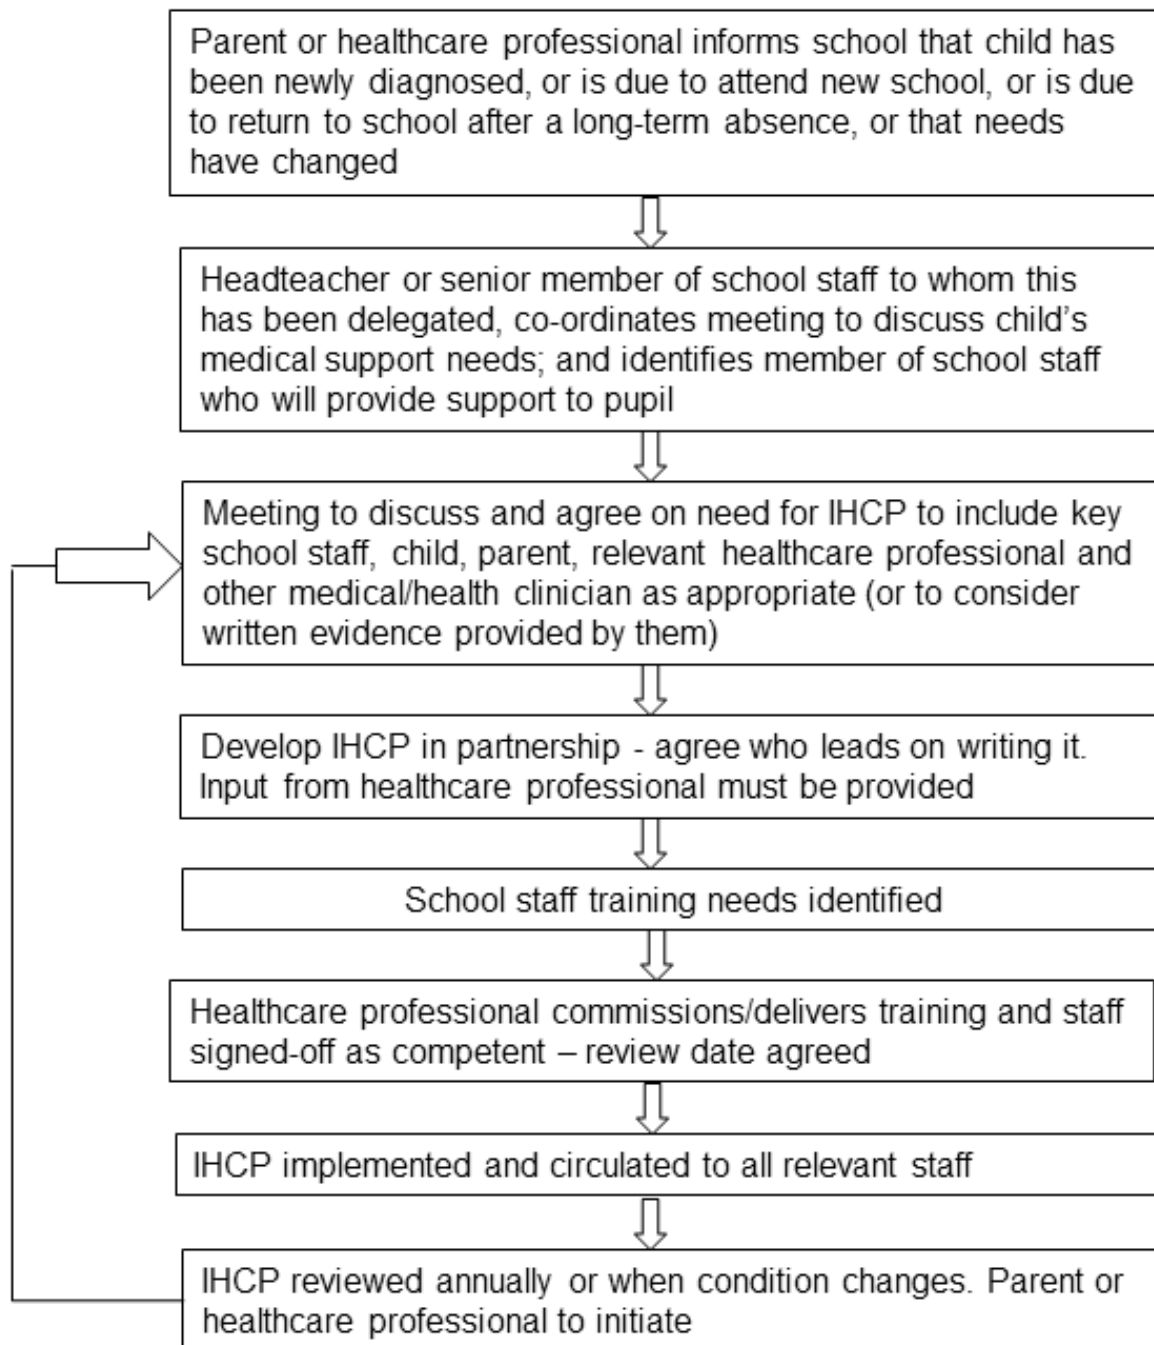 Parent or healthcare professional informs school that child has
been newly diagnosed, or is due to attend new school, or is due
to return to school after a long-term absence, or that needs
have changed
Headteacher or senior member of school staff to whom this
has been delegated, co-ordinates meeting to discuss child's
medical support needs; and identifies member of school staff
who will provide support to pupil
Meeting to discuss and agree on need for IHCP to include key
school staff, child, parent, relevant healthcare professional and
other medical/health clinician as appropriate (or to consider
written evidence provided by them)
Develop IHCP in partnership - agree who leads on writing it.
Input from healthcare professional must be provided
School staff training needs identified
Healthcare professional commissions/delivers training and staff
signed-off as competent – review date agreed
IHCP implemented and circulated to all relevant staff
IHCP reviewed annually or when condition changes. Parent or
healthcare professional to initiate